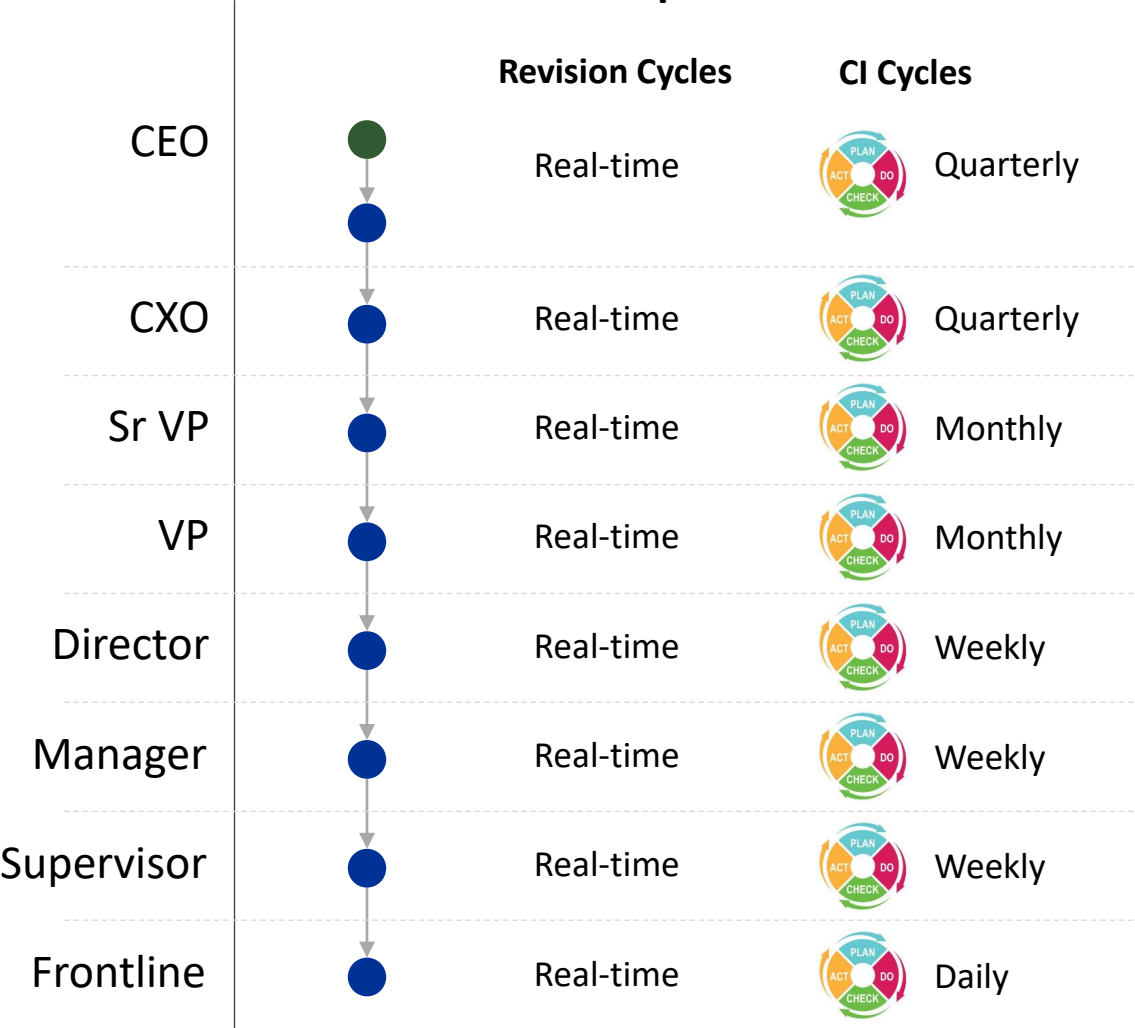 Revision Cycles CI Cycles
CEO Real-time PLAN DO CHECK ACT Quarterly
CXO Real-time PLAN DO CHECK ACT Quarterly
Sr VP Real-time PLAN DO CHECK ACT Monthly
VP Real-time PLAN DO CHECK ACT Monthly
Director Real-time PLAN DO CHECK ACT Weekly
Manager Real-time PLAN DO CHECK ACT Weekly
Supervisor Real-time PLAN DO CHECK ACT Weekly
Frontline Real-time PLAN DO CHECK ACT Daily